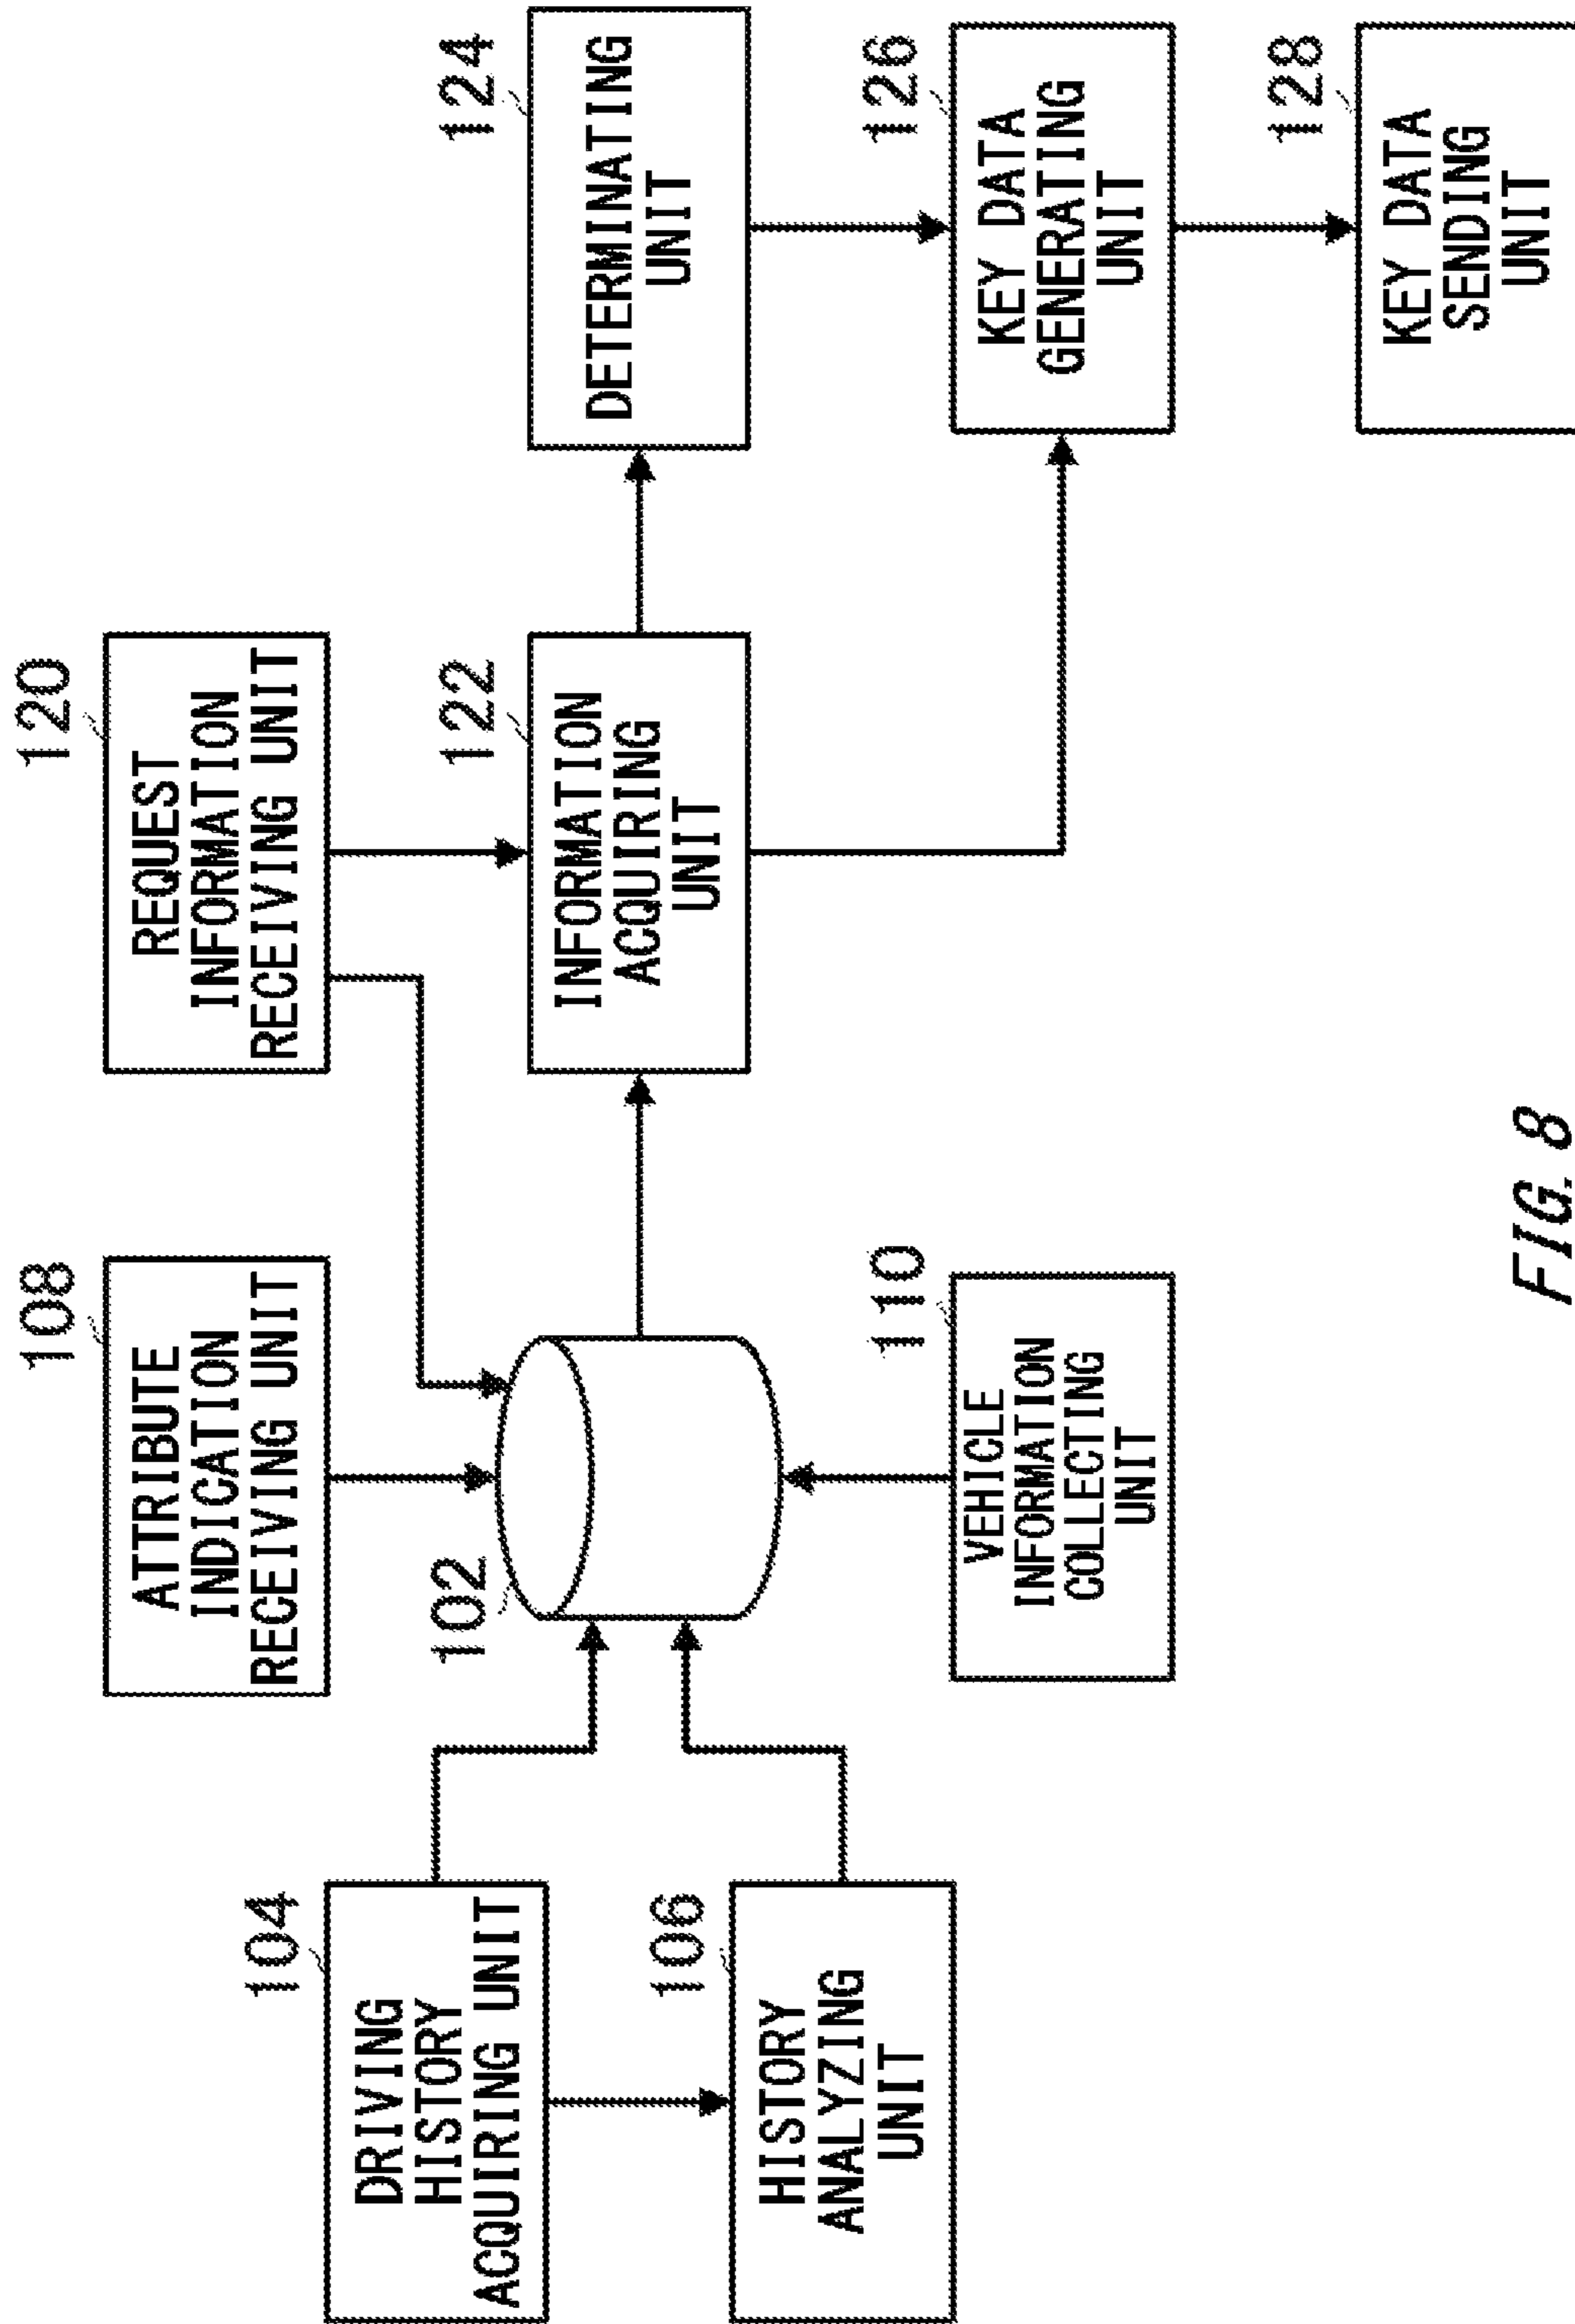 108
ATTRIBUTE
INDICATION
RECEIVING UNIT
120
REQUEST
INFORMATION
RECEIVING UNIT
104
DRIVING
HISTORY
ACQUIRING UNIT
102
122
INFORMATION
ACQUIRING
UNIT
124
DETERMINATING
UNIT
106
HISTORY
ANALYZING
UNIT
110
VEHICLE
INFORMATION
COLLECTING
UNIT
126
KEY DATA
GENERATING
UNIT
128
KEY DATA
SENDING
UNIT
FIG. 8